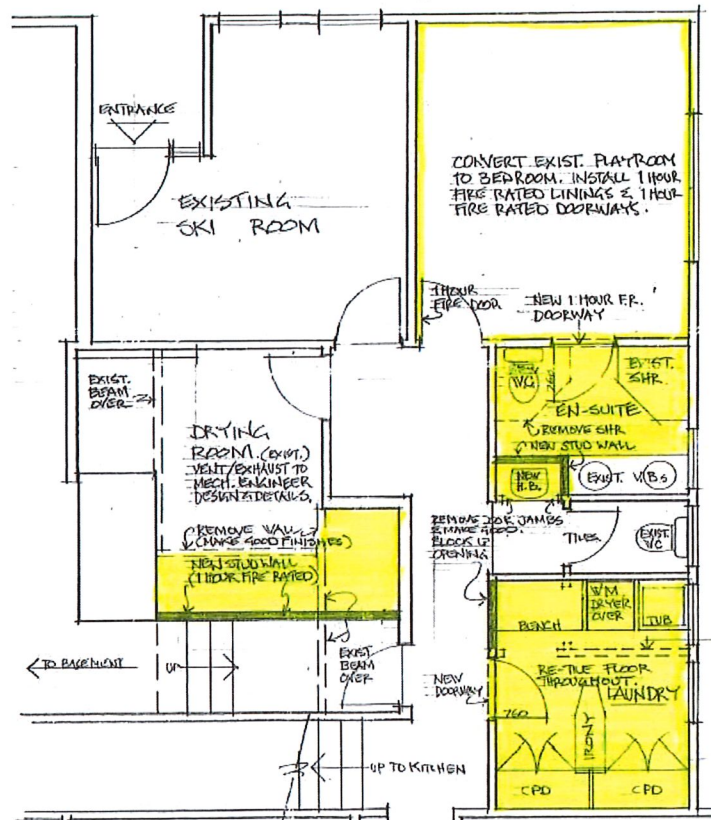 ENTRANCE
EXISTING
SKI ROOM
CONVERT EXIST. PLAYROOM
TO BEDROOM. INSTALL 1 HOUR
FIRE RATED LININGS & 1 HOUR
FIRE RATED DOORWAYS.
1 HOUR
FIRE DOOR
NEW 1 HOUR F.R.
DOORWAY
EXIST.
BEAM
OVER
NEW
WC
760
EXIST.
SHR
EN-SUITE
REMOVE SHR
NEW STUD WALL
DRYING
ROOM. (EXIST.)
VENT/EXHAUST TO
MECH. ENGINEER
DESIGN & DETAILS.
NEW
H.B.
EXIST. V.B.s
REMOVE WALL
(MAKE GOOD FINISHES)
REMOVE DOOR JAMBS
& MAKE GOOD.
BLOCK UP
OPENING
TILES
EXIST.
WC
NEW STUD WALL
(1 HOUR FIRE RATED)
BENCH
WM
DRYER
OVER
TUB
TO BASEMENT
UP
EXIST
BEAM
OVER
RE-TILE FLOOR
THROUGHOUT.
LAUNDRY
NEW
DOORWAY
760
UP TO KITCHEN
CPD
CPD